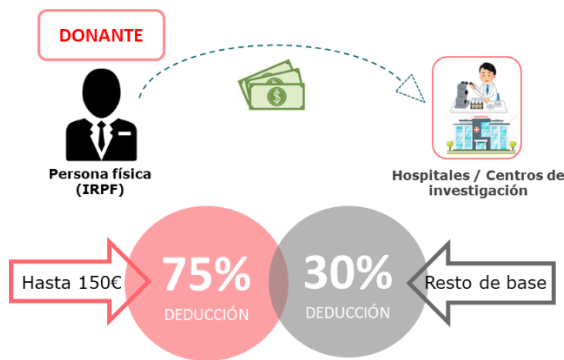 DONANTE
Persona física
(IRPF)
Hospitales / Centros de
investigación
Hasta 150€
75%
DEDUCCIÓN
30%
DEDUCCIÓN
Resto de base